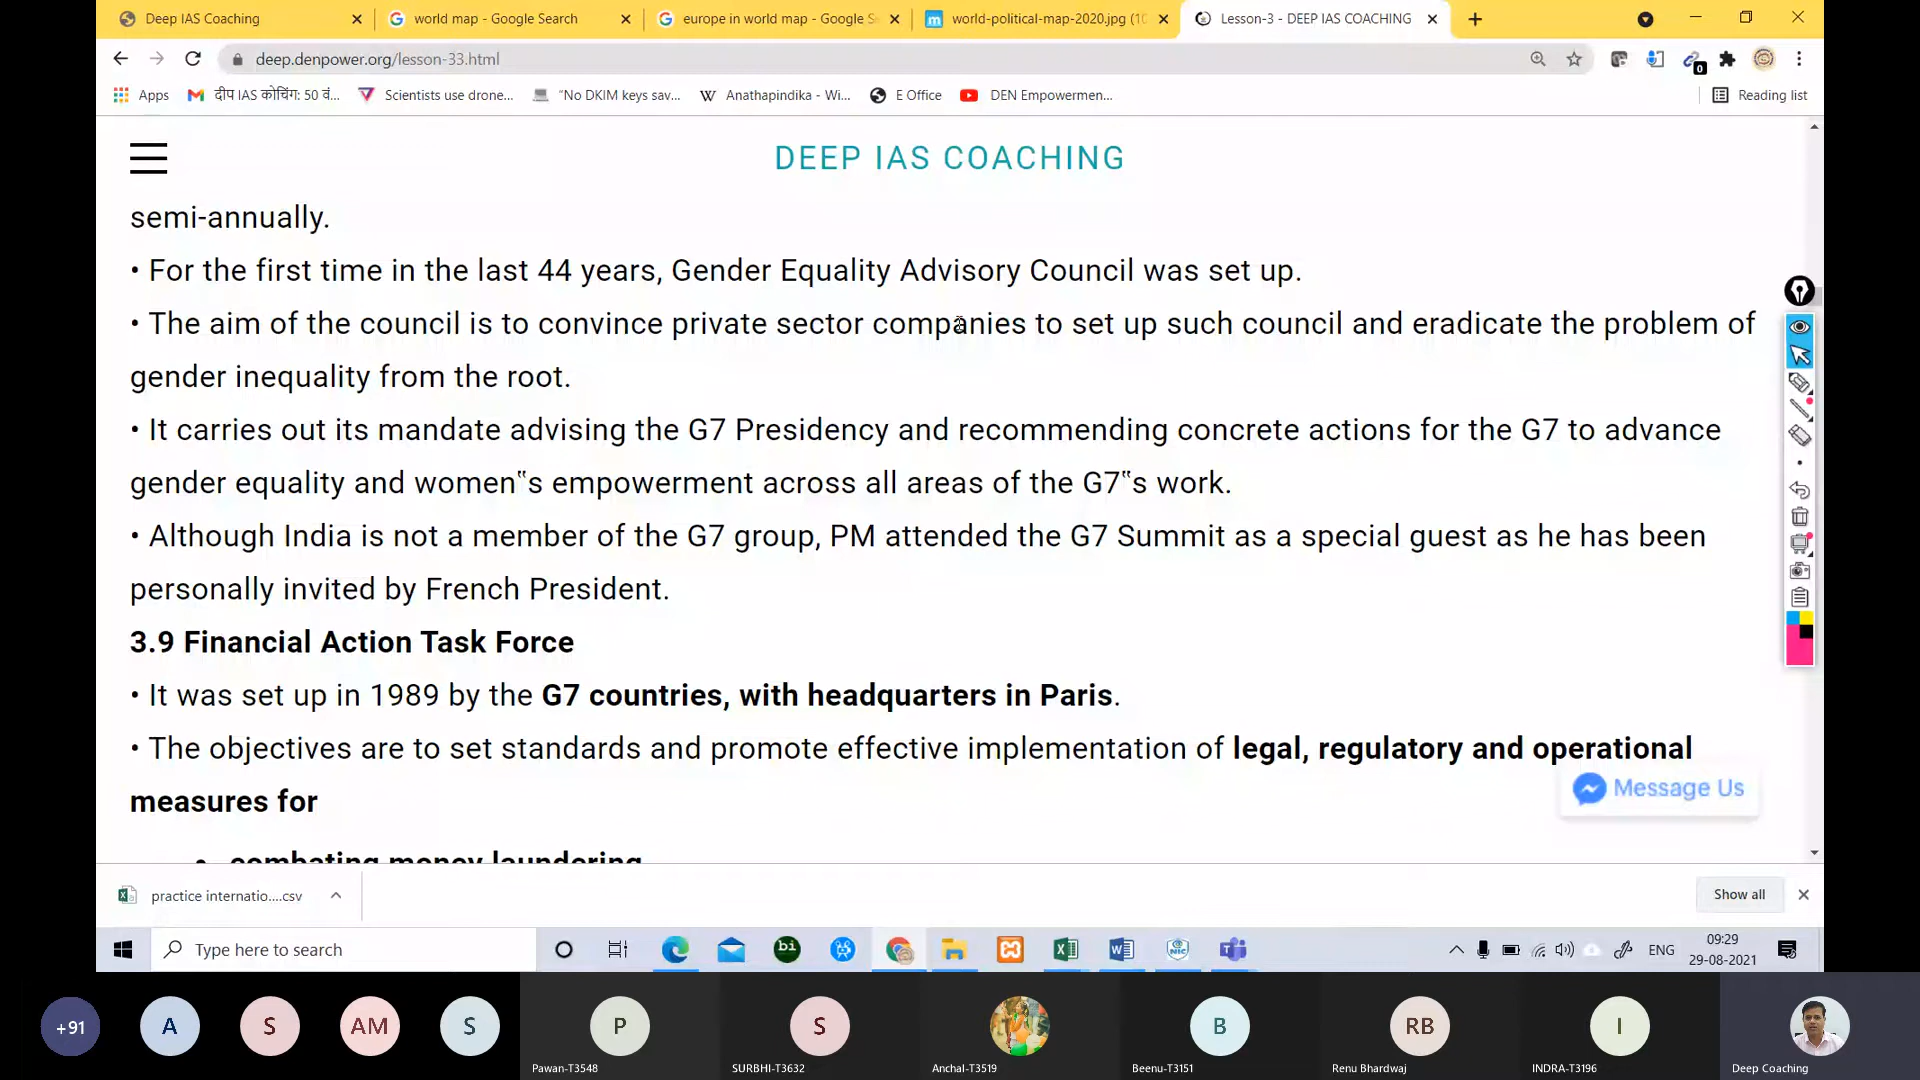 Deep IAS Coaching
world map - Google Search
europe in world map - Google S
world-political-map-2020.jpg (10
Lesson-3 - DEEP IAS COACHING
deep.denpower.org/lesson-33.html
0
Apps
दीप IAS कोचिंग: 50 वं...
Scientists use drone...
"No DKIM keys sav...
W Anathapindika - Wi...
E Office
DEN Empowermen...
Reading list
DEEP IAS COACHING
semi-annually.
• For the first time in the last 44 years, Gender Equality Advisory Council was set up.
• The aim of the council is to convince private sector companies to set up such council and eradicate the problem of
gender inequality from the root.
• It carries out its mandate advising the G7 Presidency and recommending concrete actions for the G7 to advance
gender equality and women‟s empowerment across all areas of the G7‟s work.
• Although India is not a member of the G7 group, PM attended the G7 Summit as a special guest as he has been
personally invited by French President.
3.9 Financial Action Task Force
• It was set up in 1989 by the G7 countries, with headquarters in Paris.
• The objectives are to set standards and promote effective implementation of legal, regulatory and operational
measures for
• combating money laundering
Message Us
practice internatio....csv
Show all
Type here to search
bi
NIC
ENG
09:29
29-08-2021
+91
A
S
AM
S
P
S
B
RB
I
Pawan-T3548
SURBHI-T3632
Anchal-T3519
Beenu-T3151
Renu Bhardwaj
INDRA-T3196
Deep Coaching